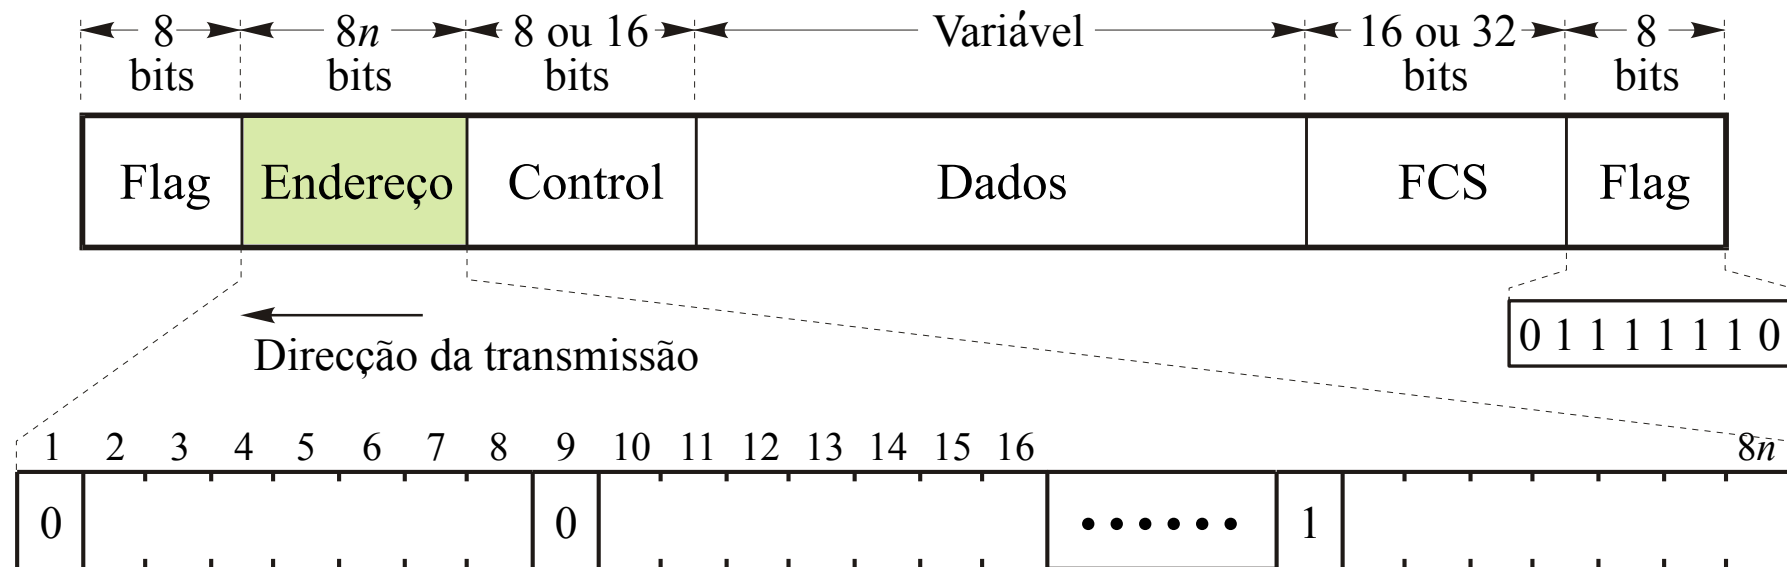 8 8n 8 ou 16 Variável 16 ou 32 8
bits bits bits bits bits
Flag Endereço Control Dados FCS Flag
0 1 1 1 1 1 1 0
Direcção da transmissão
1 2 3 4 5 6 7 8 9 10 11 12 13 14 15 16 8n
0 0 •••••• 1